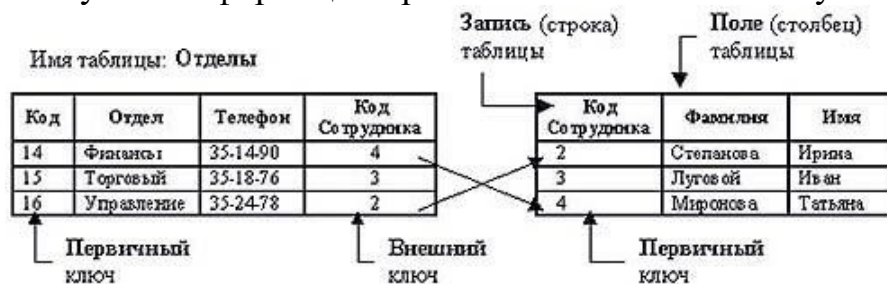 Запись (строка) таблицы
Поле (столбец) таблицы
Имя таблицы: Отделы
Код Отдел Телефон Код Сотрудника
14 Финансы 35-14-90 4
15 Торговый 35-18-76 3
16 Управление 35-24-78 2
Код Сотрудника Фамилия Имя
2 Степанова Ирина
3 Луговой Иван
4 Миронова Татьяна
Первичный ключ
Внешний ключ
Первичный ключ